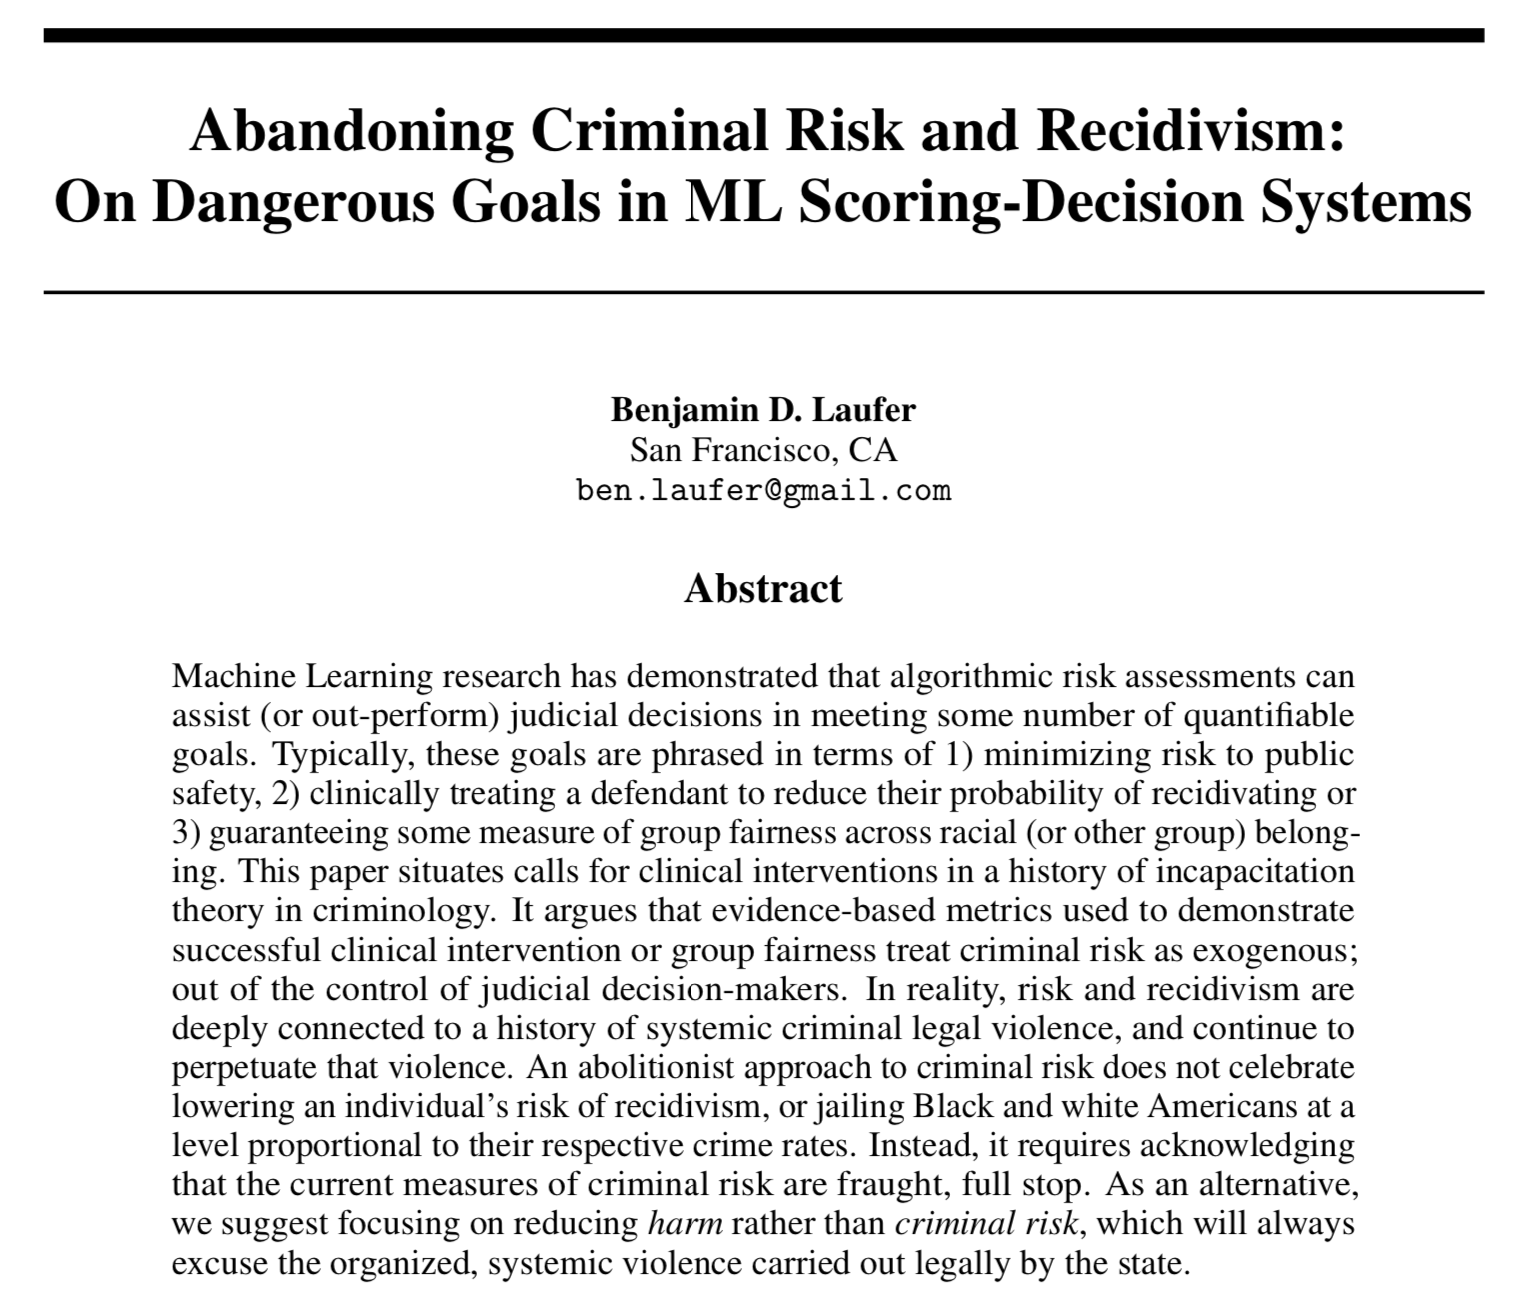 Abandoning Criminal Risk and Recidivism:
On Dangerous Goals in ML Scoring-Decision Systems
Benjamin D. Laufer
San Francisco, CA
ben.laufer@gmail.com
Abstract
Machine Learning research has demonstrated that algorithmic risk assessments can
assist (or out-perform) judicial decisions in meeting some number of quantifiable
goals. Typically, these goals are phrased in terms of 1) minimizing risk to public
safety, 2) clinically treating a defendant to reduce their probability of recidivating or
3) guaranteeing some measure of group fairness across racial (or other group) belong-
ing. This paper situates calls for clinical interventions in a history of incapacitation
theory in criminology. It argues that evidence-based metrics used to demonstrate
successful clinical intervention or group fairness treat criminal risk as exogenous;
out of the control of judicial decision-makers. In reality, risk and recidivism are
deeply connected to a history of systemic criminal legal violence, and continue to
perpetuate that violence. An abolitionist approach to criminal risk does not celebrate
lowering an individual's risk of recidivism, or jailing Black and white Americans at a
level proportional to their respective crime rates. Instead, it requires acknowledging
that the current measures of criminal risk are fraught, full stop. As an alternative,
we suggest focusing on reducing harm rather than criminal risk, which will always
excuse the organized, systemic violence carried out legally by the state.